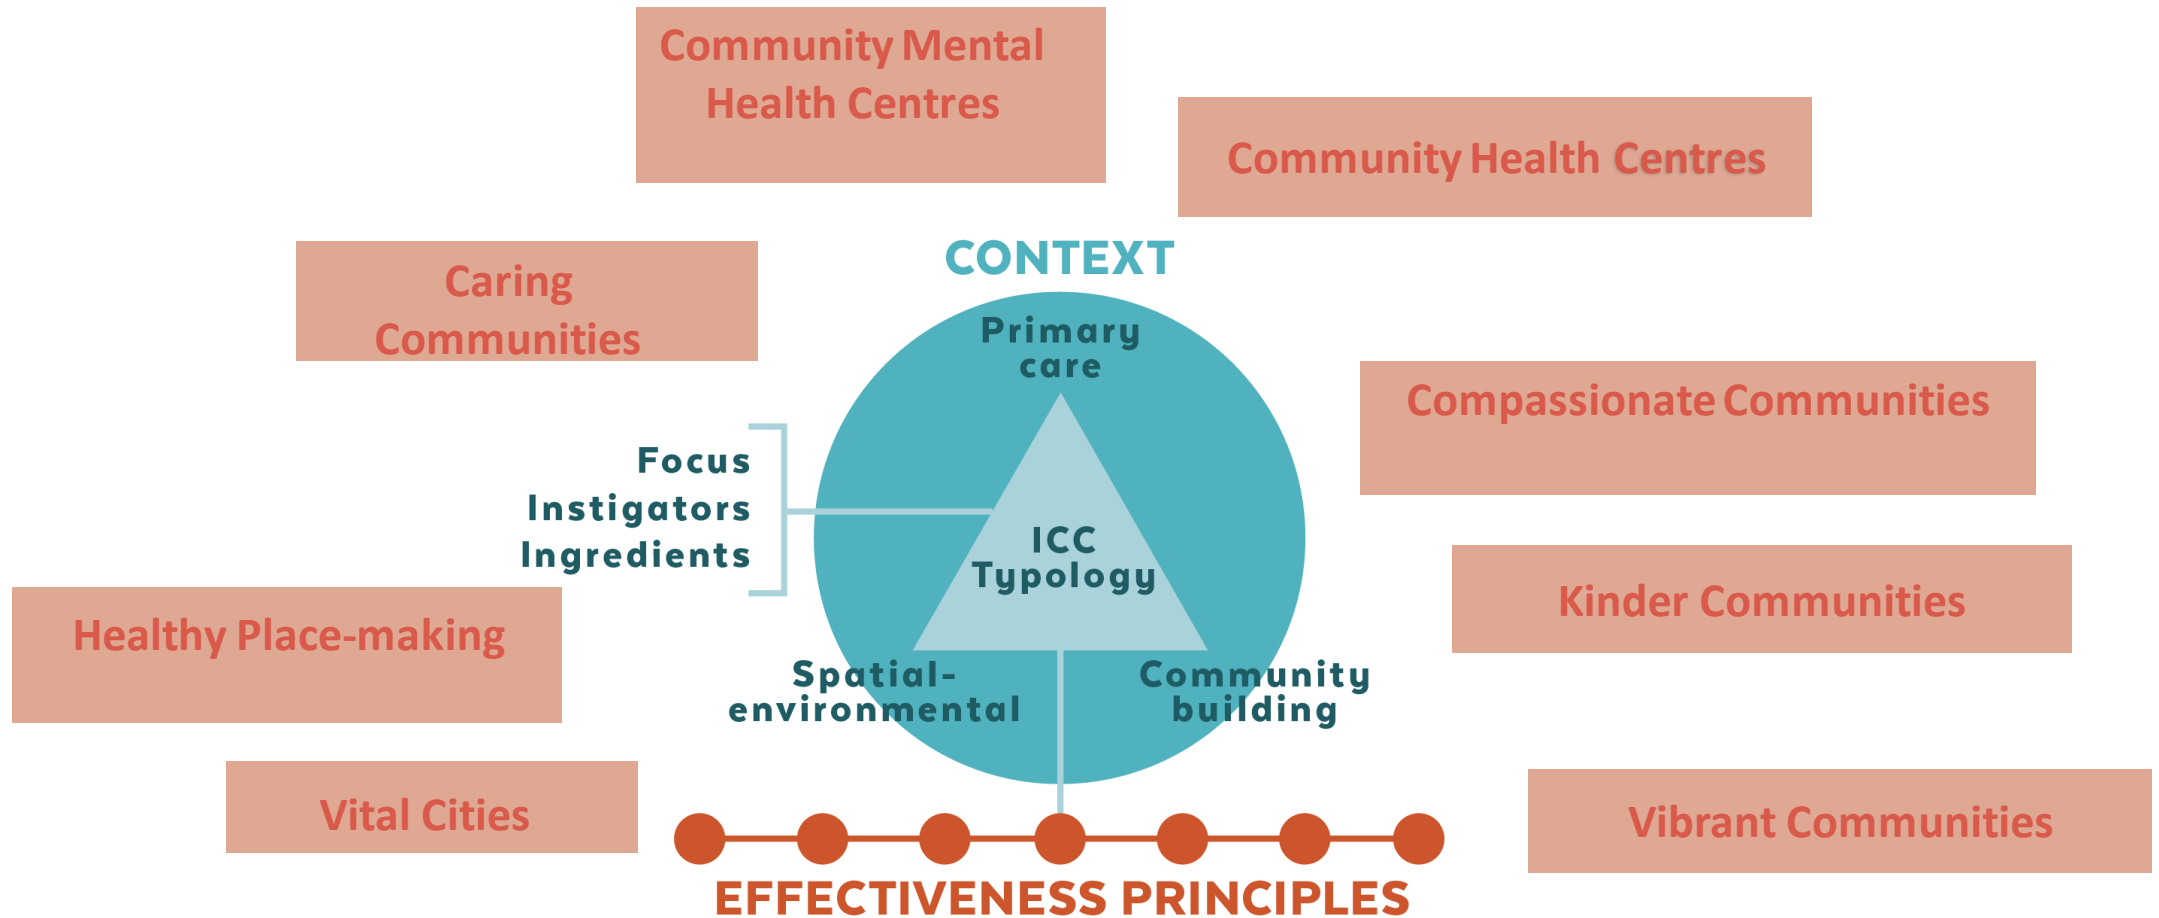 Community Mental
Health Centres
Community Health Centres
CONTEXT
Caring
Communities
Primary
care
Compassionate Communities
Focus
Instigators
Ingredients
ICC
Typology
Kinder Communities
Healthy Place-making
Spatial-
environmental
Community
building
Vital Cities
Vibrant Communities
EFFECTIVENESS PRINCIPLES